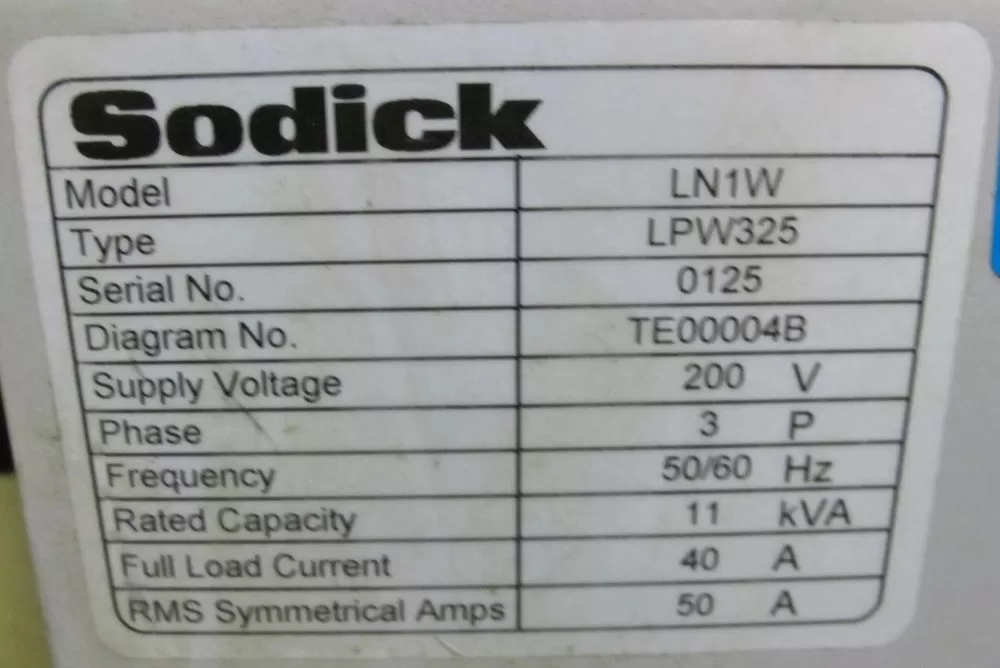 Sodick
Model LN1W
Type LPW325
Serial No. 0125
Diagram No. TE00004B
Supply Voltage 200 V
Phase 3 P
Frequency 50/60 Hz
Rated Capacity 11 kVA
Full Load Current 40 A
RMS Symmetrical Amps 50 A